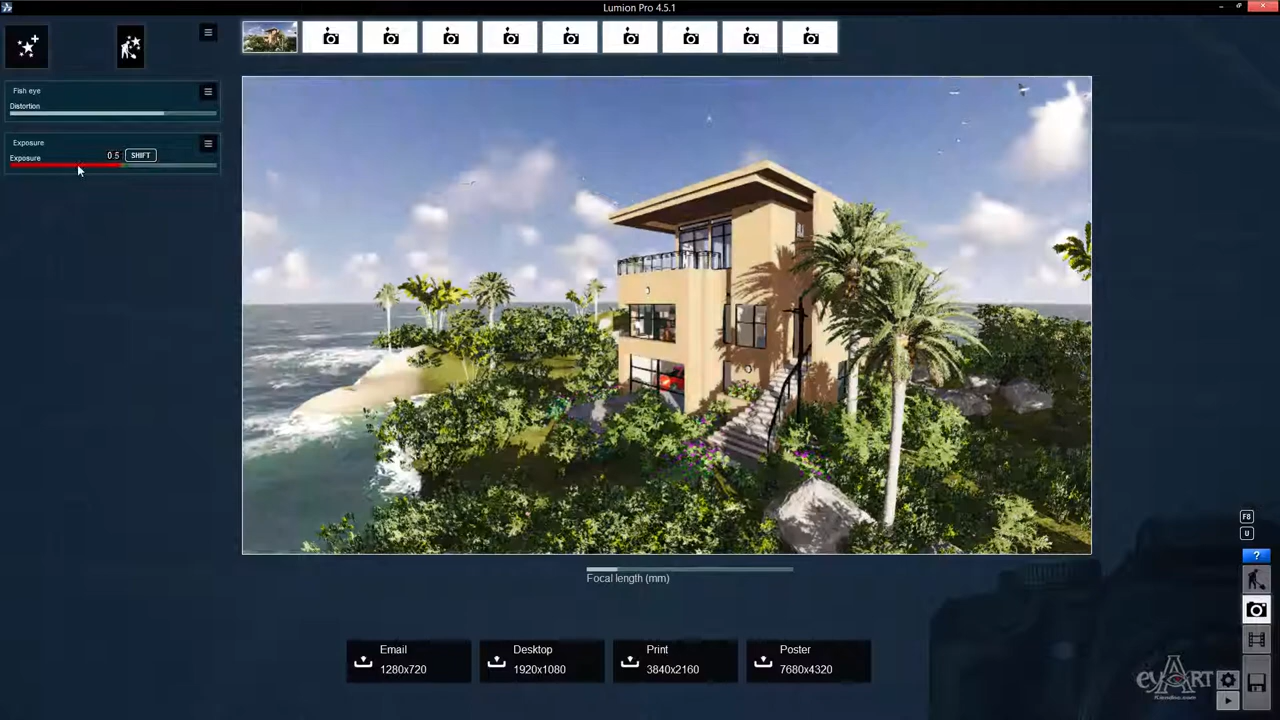 Lumion Pro 4.5.1
Fish eye
Distortion
Exposure
Exposure 0.5 SHIFT
Focal length (mm)
Email
1280x720
Desktop
1920x1080
Print
3840x2160
Poster
7680x4320
F8
U
?